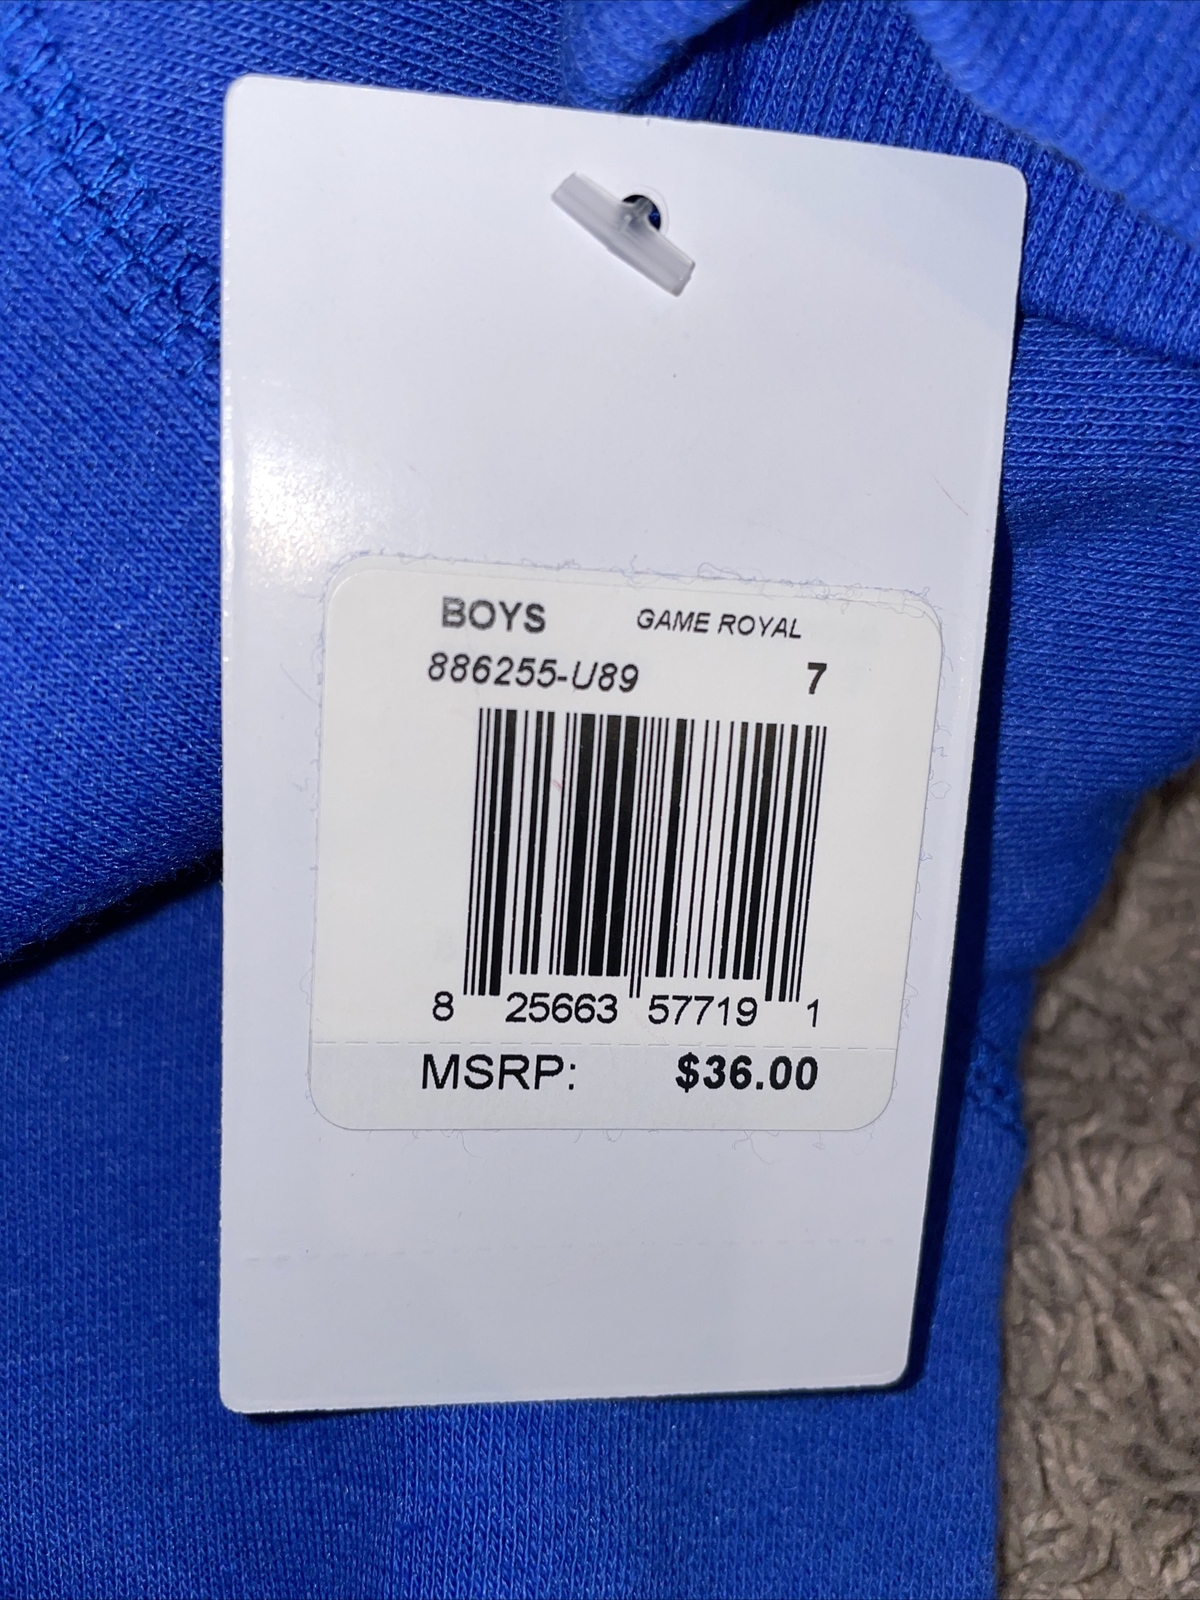 BOYS GAME ROYAL
886255-U89 7
8 25663 57719 1
MSRP: $36.00